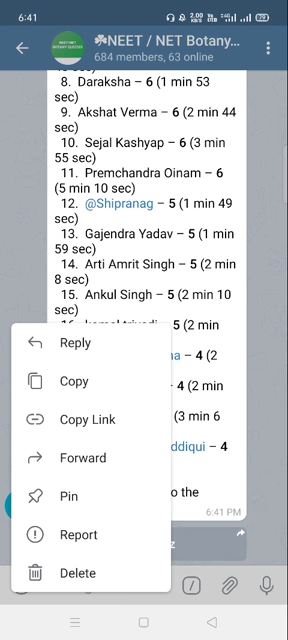 6:41
☘NEET / NET Botany...
684 members, 63 online
8. Daraksha – 6 (1 min 53
sec)
9. Akshat Verma – 6 (2 min 44
sec)
10. Sejal Kashyap – 6 (3 min
55 sec)
11. Premchandra Oinam – 6
(5 min 10 sec)
12. @Shipranag – 5 (1 min 49
sec)
13. Gajendra Yadav – 5 (1 min
59 sec)
14. Arti Amrit Singh – 5 (2 min
8 sec)
15. Ankul Singh – 5 (2 min 10
sec)
5 (2 min
– 4 (2
4 (2 min
(3 min 6
ddiqui – 4
o the
6:41 PM
Reply
Copy
Copy Link
Forward
Pin
Report
Delete